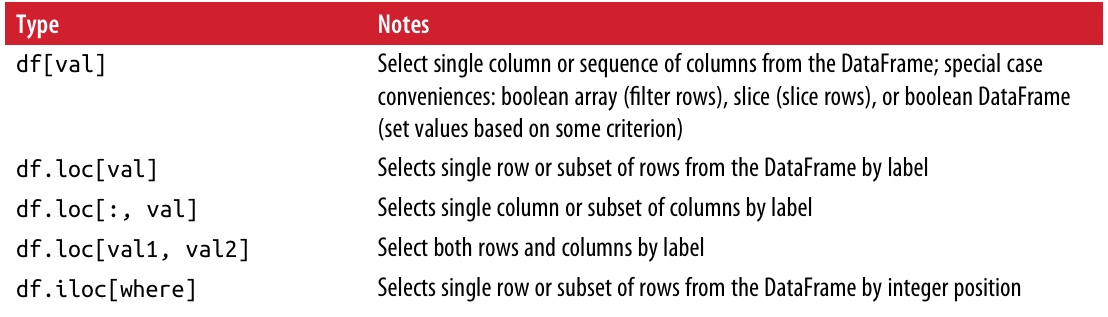 Type Notes
df[val] Select single column or sequence of columns from the DataFrame; special case
conveniences: boolean array (filter rows), slice (slice rows), or boolean DataFrame
(set values based on some criterion)
df.loc[val] Selects single row or subset of rows from the DataFrame by label
df.loc[:, val] Selects single column or subset of columns by label
df.loc[val1, val2] Select both rows and columns by label
df.iloc[where] Selects single row or subset of rows from the DataFrame by integer position